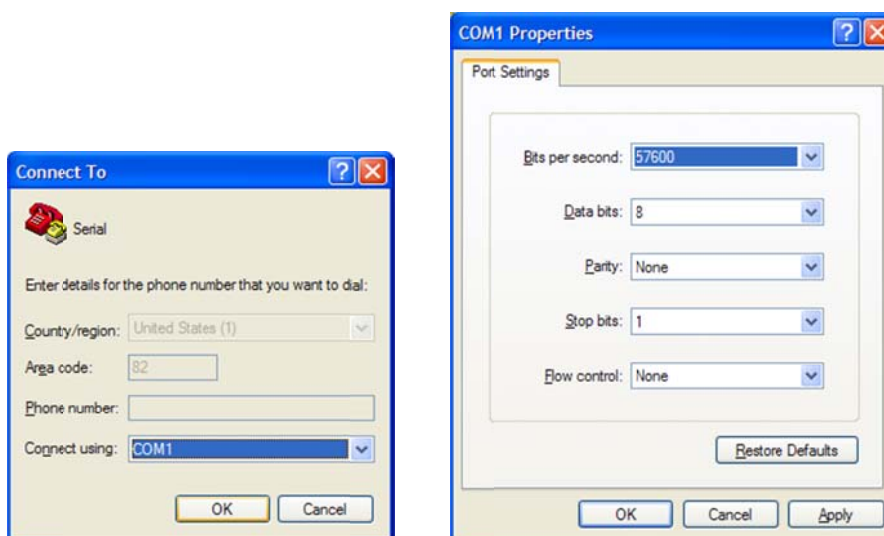 Connect To
Serial
Enter details for the phone number that you want to dial:
County/region: United States (1)
Area code: 82
Phone number:
Connect using: COM1
OK Cancel
COM1 Properties
Port Settings
Bits per second: 57600
Data bits: 8
Parity: None
Stop bits: 1
Flow control: None
Restore Defaults
OK Cancel Apply